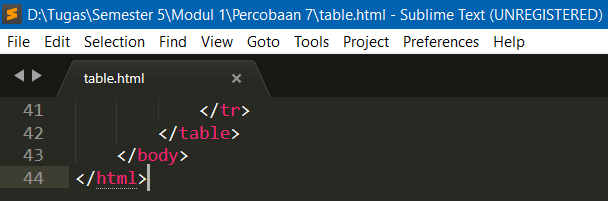 D:\Tugas\Semester 5\Modul 1\Percobaan 7\table.html - Sublime Text (UNREGISTERED)
File Edit Selection Find View Goto Tools Project Preferences Help
table.html ×
41 </tr>
42 </table>
43 </body>
44 </html>